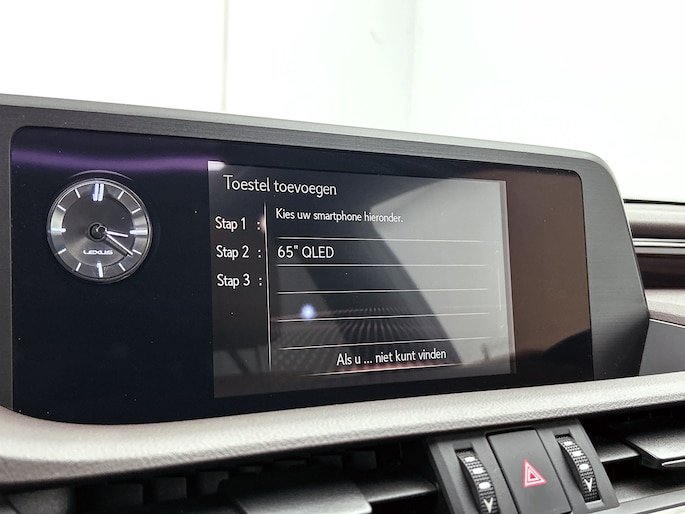 Toestel toevoegen
Stap 1 : Kies uw smartphone hieronder.
Stap 2 : 65" QLED
Stap 3 :
Als u ... niet kunt vinden
LEXUS